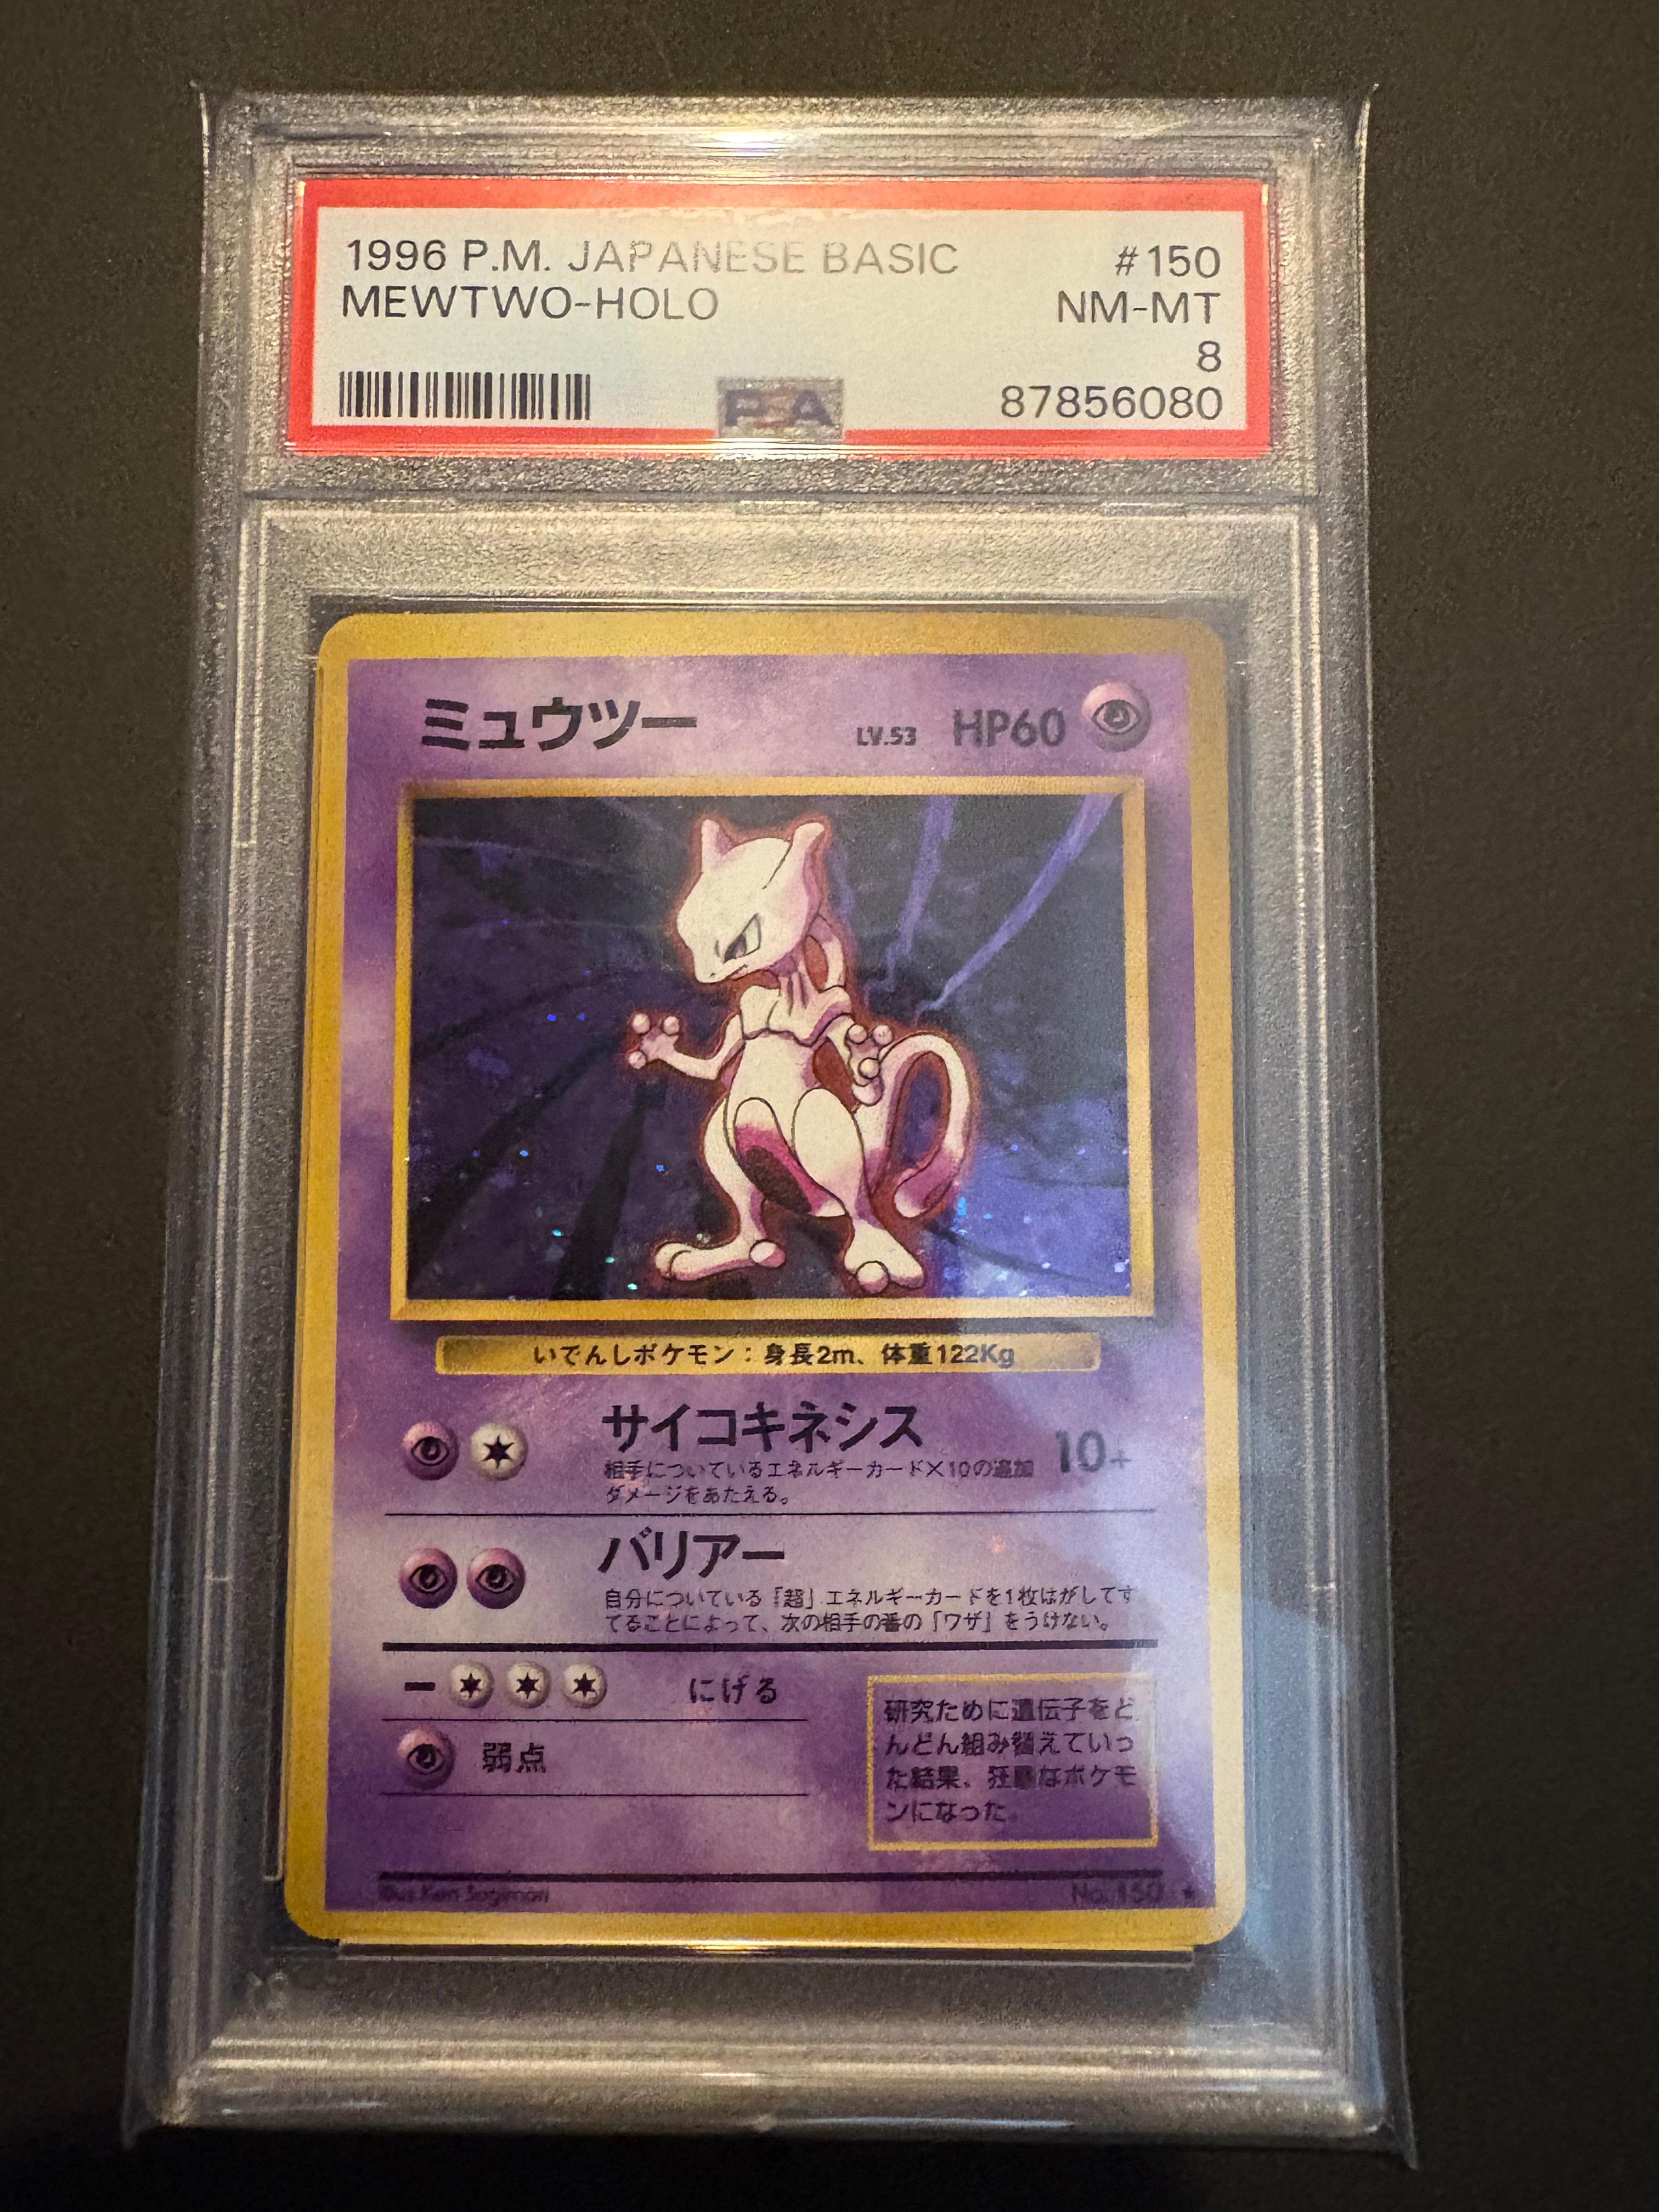 1996 P.M. JAPANESE BASIC #150
MEWTWO-HOLO NM-MT
8
PSA 87856080
ミュウツー LV.53 HP60
いでんしポケモン：身長2m、体重122Kg
サイコキネシス 10+
相手についているエネルギーカード×10の追加
ダメージをあたえる。
バリアー
自分についている「超」エネルギーカードを1枚はがしてす
てることによって、次の相手の番の「ワザ」をうけない。
にげる
弱点
研究ために遺伝子をど
んどん組み替えていっ
た結果、狂暴なポケモ
ンになった。
Illus. Ken Sugimori No. 150 ★